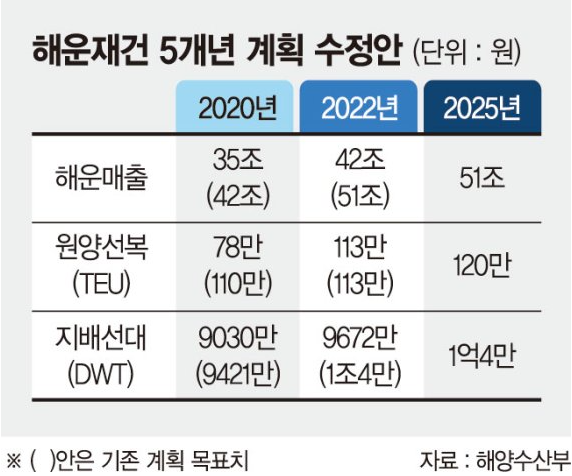 해운재건 5개년 계획 수정안 (단위 : 원)
2020년 2022년 2025년
해운매출 35조 (42조) 42조 (51조) 51조
원양선복 (TEU) 78만 (110만) 113만 (113만) 120만
지배선대 (DWT) 9030만 (9421만) 9672만 (1조4만) 1억4만
※ ( )안은 기존 계획 목표치 자료 : 해양수산부